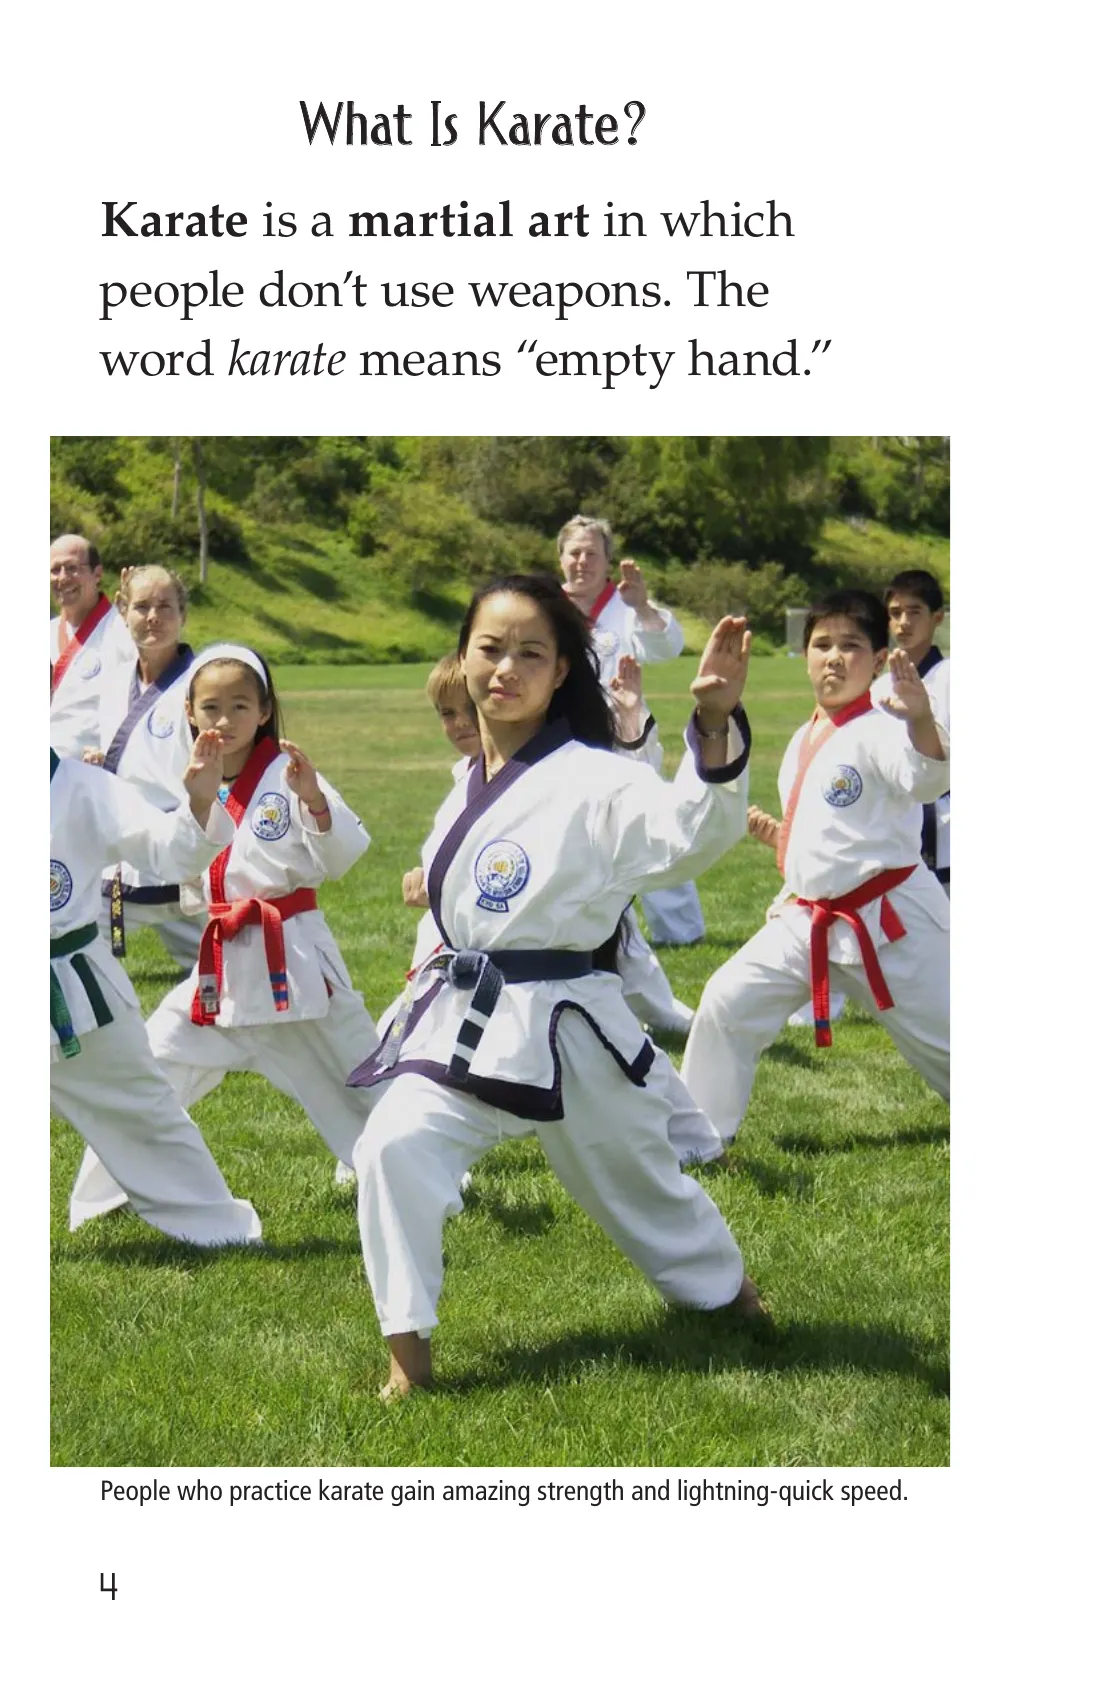 What Is Karate?
Karate is a martial art in which
people don’t use weapons. The
word karate means “empty hand.”
People who practice karate gain amazing strength and lightning-quick speed.
4